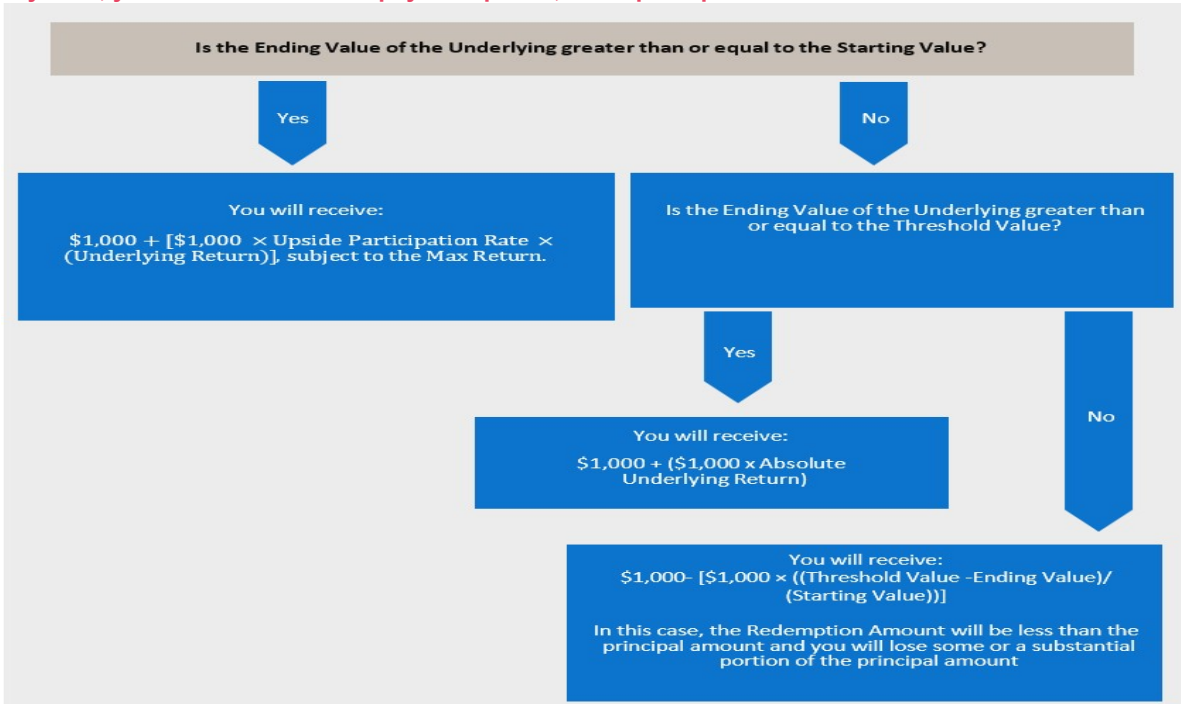 Is the Ending Value of the Underlying greater than or equal to the Starting Value?
Yes
No
You will receive:
$1,000 + [$1,000 × Upside Participation Rate ×
(Underlying Return)], subject to the Max Return.
Is the Ending Value of the Underlying greater than
or equal to the Threshold Value?
Yes
No
You will receive:
$1,000 + ($1,000 x Absolute
Underlying Return)
You will receive:
$1,000- [$1,000 × ((Threshold Value -Ending Value)/
(Starting Value))]
In this case, the Redemption Amount will be less than the
principal amount and you will lose some or a substantial
portion of the principal amount